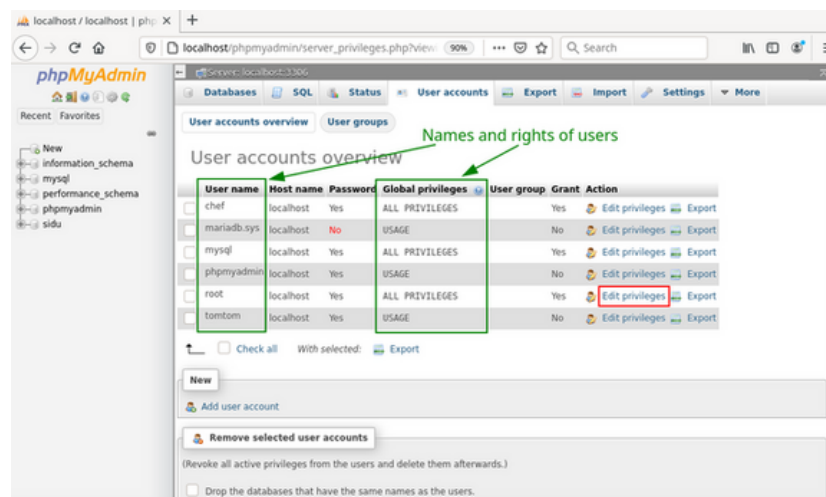 localhost / localhost | php
localhost/phpmyadmin/server_privileges.php?view
90%
Search
phpMyAdmin
Recent Favorites
New
information_schema
mysql
performance_schema
phpmyadmin
sidu
Server: localhost:3306
Databases SQL Status User accounts Export Import Settings More
User accounts overview User groups
Names and rights of users
User accounts overview
User name Host name Password Global privileges User group Grant Action
chef localhost Yes ALL PRIVILEGES Yes Edit privileges Export
mariadb.sys localhost No USAGE No Edit privileges Export
mysql localhost Yes ALL PRIVILEGES Yes Edit privileges Export
phpmyadmin localhost Yes USAGE No Edit privileges Export
root localhost Yes ALL PRIVILEGES Yes Edit privileges Export
tomtom localhost Yes USAGE No Edit privileges Export
Check all With selected: Export
New
Add user account
Remove selected user accounts
(Revoke all active privileges from the users and delete them afterwards.)
Drop the databases that have the same names as the users.